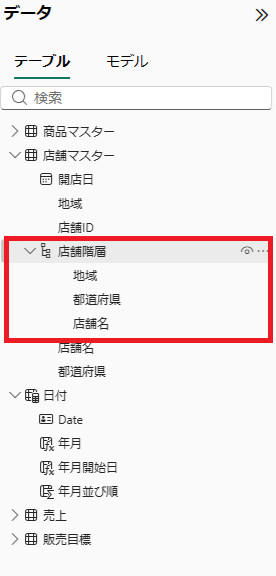 データ
テーブル モデル
検索
商品マスター
店舗マスター
開店日
地域
店舗ID
店舗階層
地域
都道府県
店舗名
店舗名
都道府県
日付
Date
年月
年月開始日
年月並び順
売上
販売目標